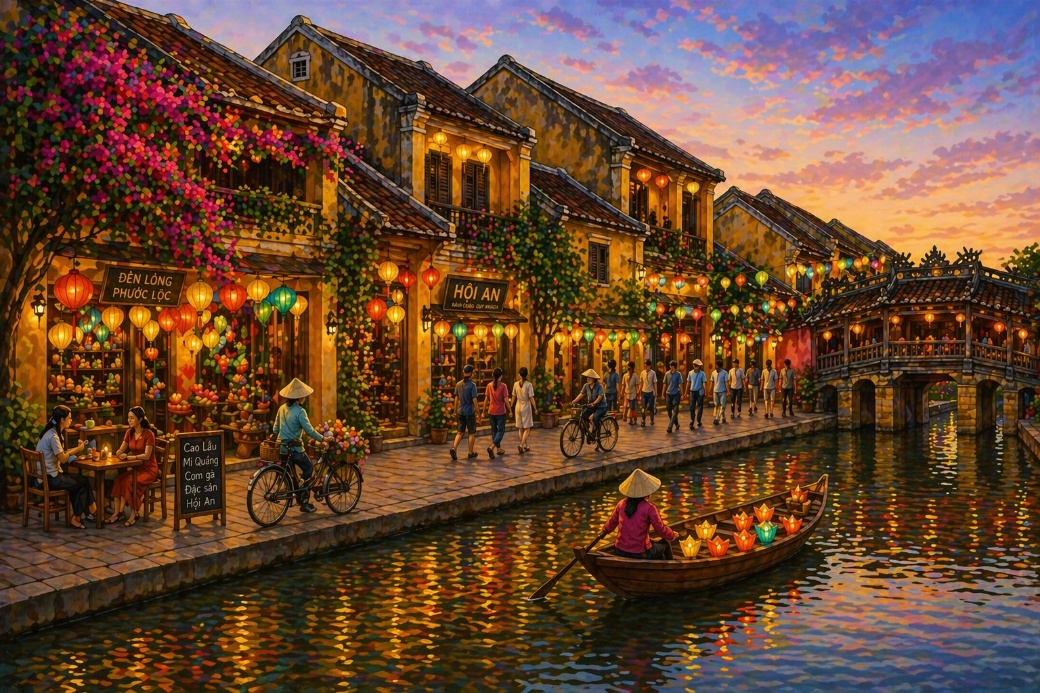 ĐÈN LỒNG
PHƯỚC LỘC
HỘI AN
Cao Lầu
Mì Quảng
Cơm gà
Đặc sản
Hội An